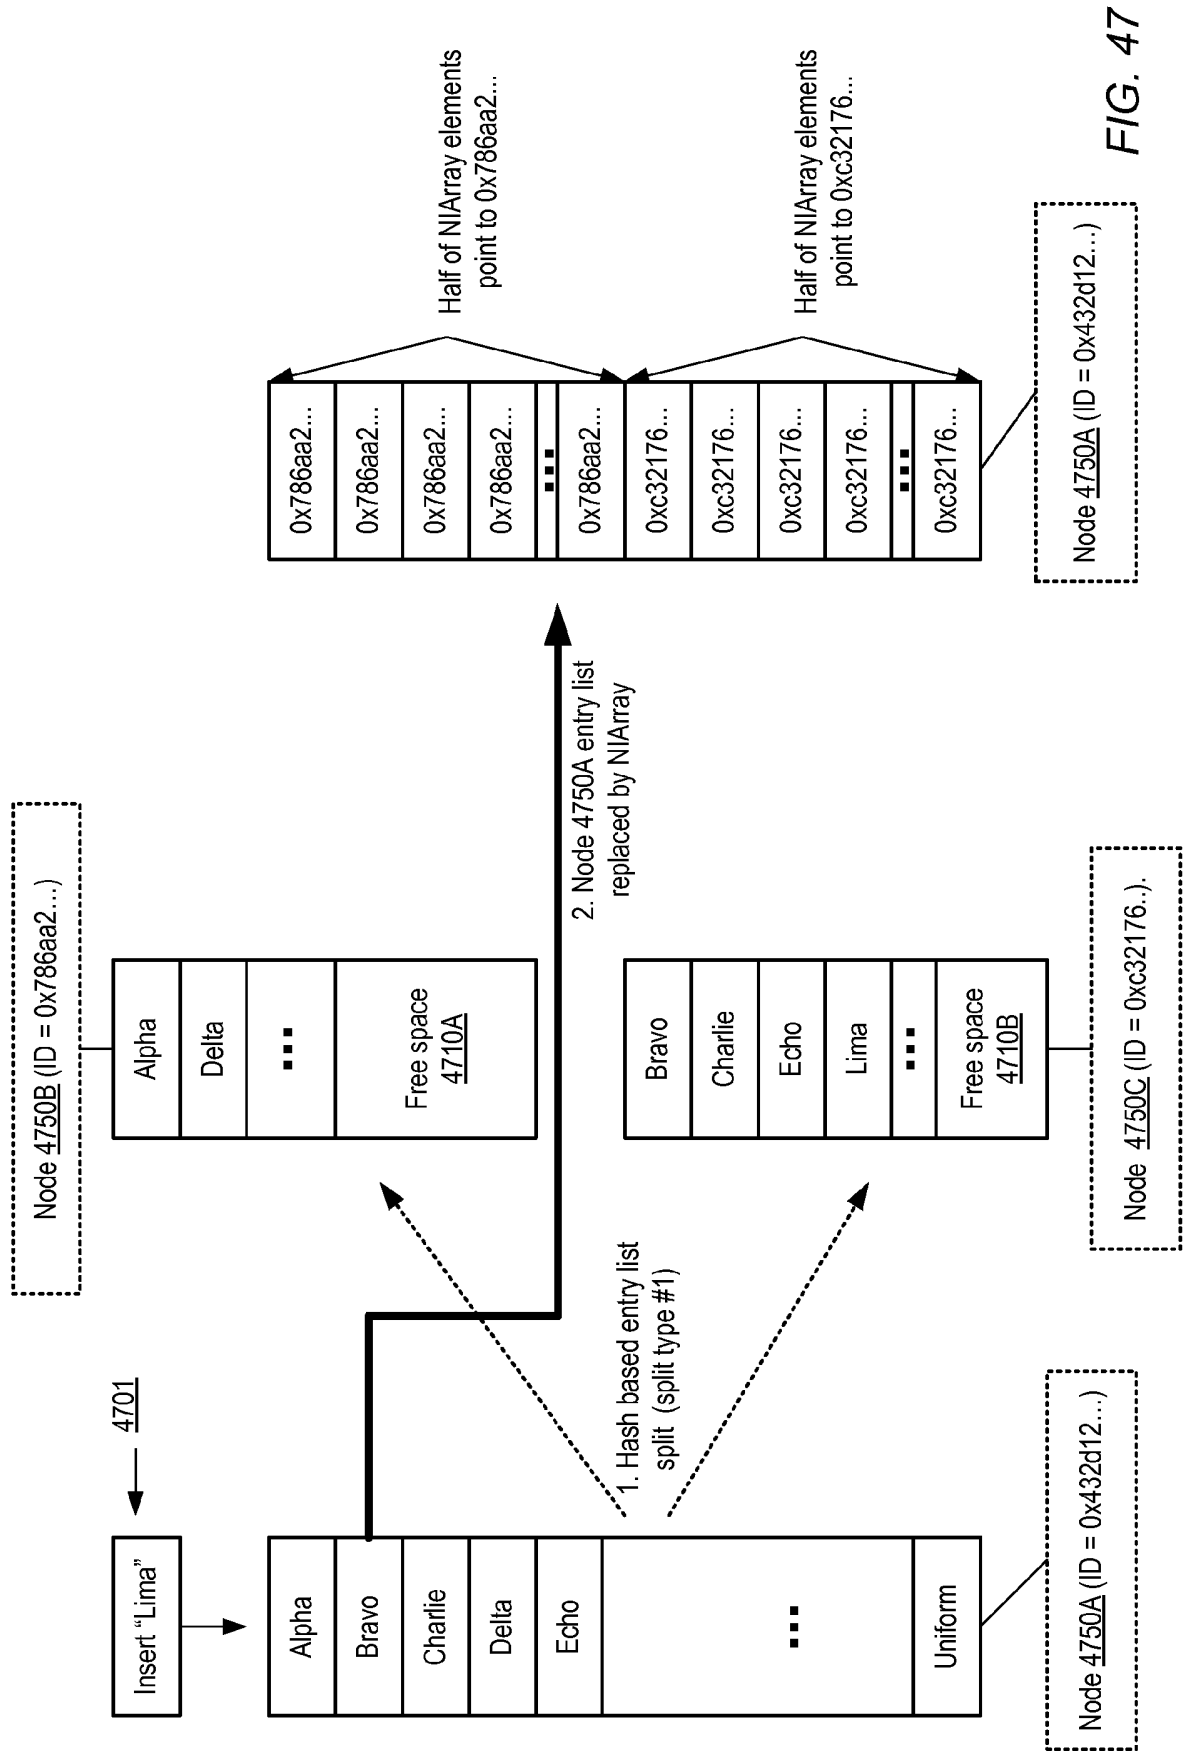 Insert “Lima”
4701
Alpha
Bravo
Charlie
Delta
Echo
...
Uniform
Node 4750A (ID = 0x432d12...)
1. Hash based entry list
split (split type #1)
Node 4750B (ID = 0x786aa2...)
Alpha
Delta
...
Free space
4710A
Bravo
Charlie
Echo
Lima
...
Free space
4710B
Node 4750C (ID = 0xc32176..).
2. Node 4750A entry list
replaced by NIArray
0x786aa2...
0x786aa2...
0x786aa2...
0x786aa2...
...
0x786aa2...
0xc32176...
0xc32176...
0xc32176...
0xc32176...
...
0xc32176...
Half of NIArray elements
point to 0x786aa2...
Half of NIArray elements
point to 0xc32176...
Node 4750A (ID = 0x432d12...)
FIG. 47